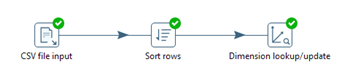 CSV file input
Sort rows
Dimension lookup/update